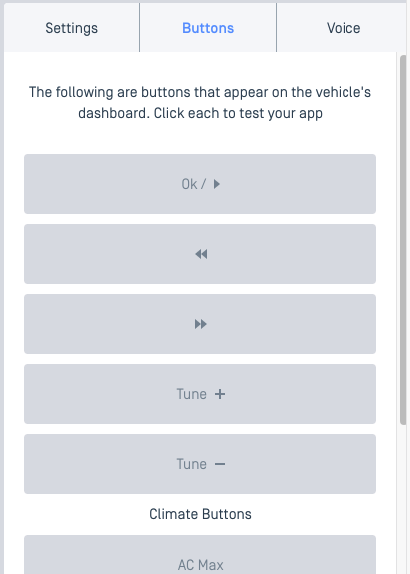 Settings
Buttons
Voice
The following are buttons that appear on the vehicle's
dashboard. Click each to test your app
Ok /
Tune +
Tune −
Climate Buttons
AC Max